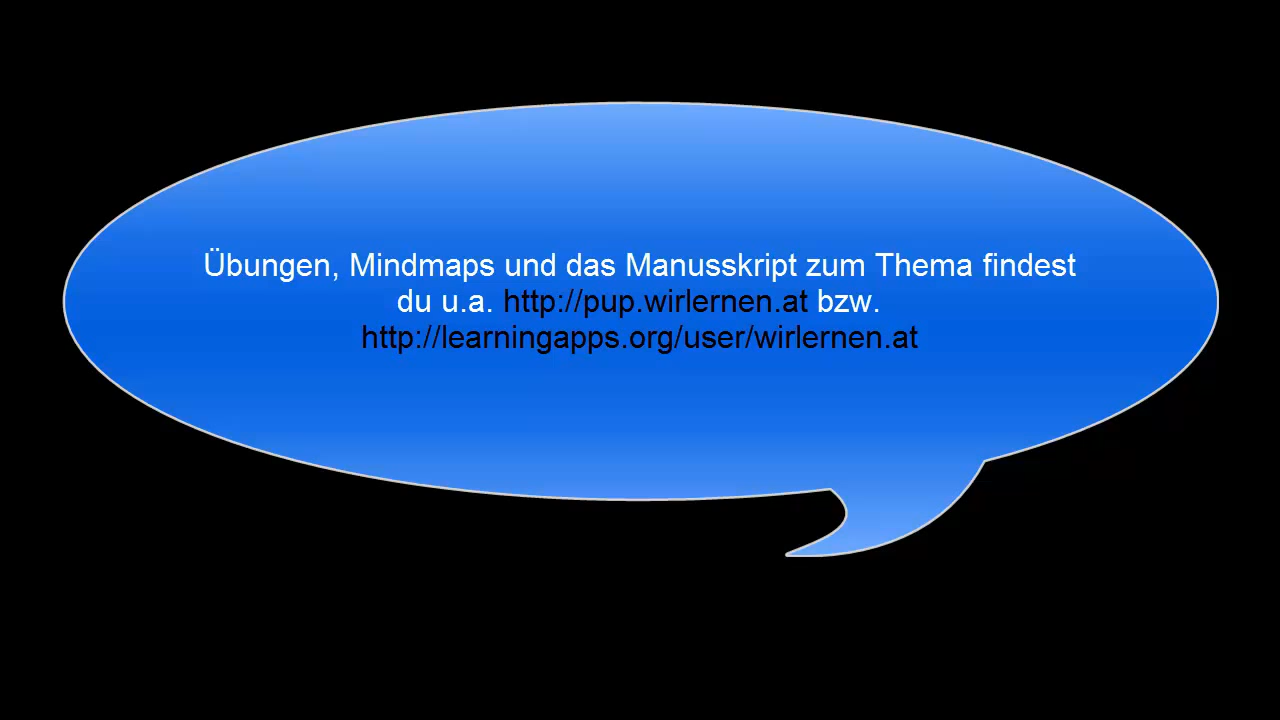 Übungen, Mindmaps und das Manusskript zum Thema findest
du u.a. http://pup.wirlernen.at bzw.
http://learningapps.org/user/wirlernen.at